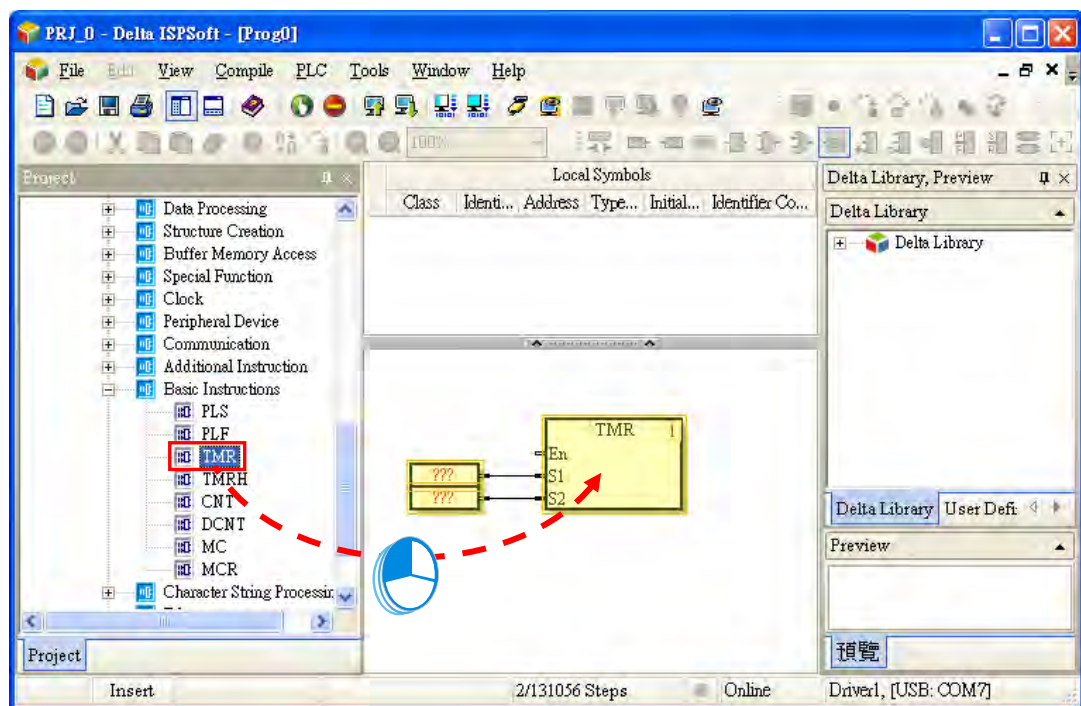 PRJ_0 - Delta ISPSoft - [Prog0]
File Edit View Compile PLC Tools Window Help
100%
Project
Data Processing
Structure Creation
Buffer Memory Access
Special Function
Clock
Peripheral Device
Communication
Additional Instruction
Basic Instructions
PLS
PLF
TMR
TMRH
CNT
DCNT
MC
MCR
Character String Processin
Project
Local Symbols
Class Identi... Address Type... Initial... Identifier Co...
TMR 1
En
??? S1
??? S2
Delta Library, Preview
Delta Library
Delta Library
Delta Library User Defi
Preview
預覽
Insert 2/131056 Steps Online Driver1, [USB: COM7]